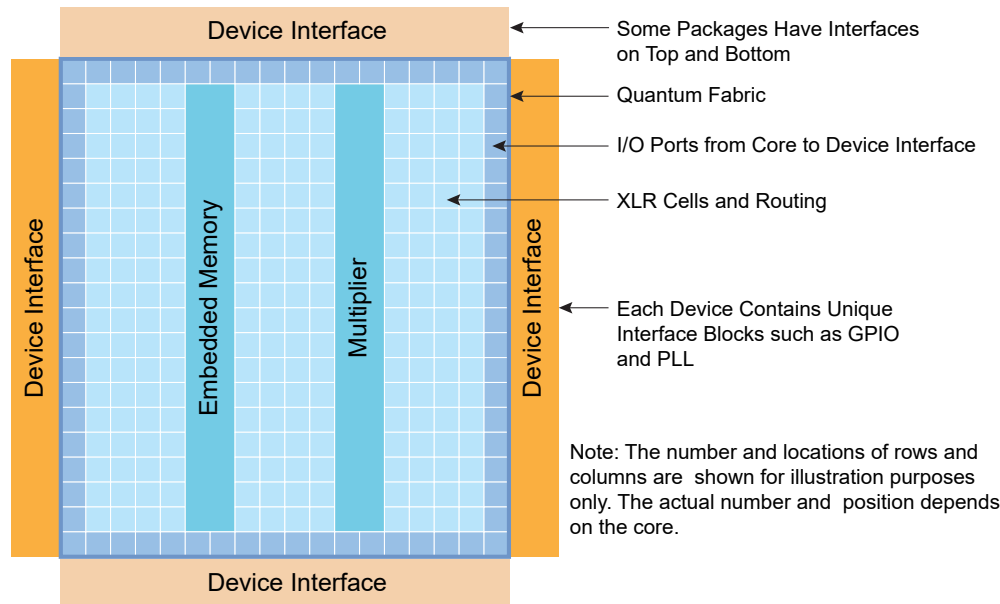 Device Interface
Some Packages Have Interfaces
on Top and Bottom
Quantum Fabric
I/O Ports from Core to Device Interface
XLR Cells and Routing
Device Interface
Embedded Memory
Multiplier
Device Interface
Each Device Contains Unique
Interface Blocks such as GPIO
and PLL
Note: The number and locations of rows and
columns are shown for illustration purposes
only. The actual number and position depends
on the core.
Device Interface